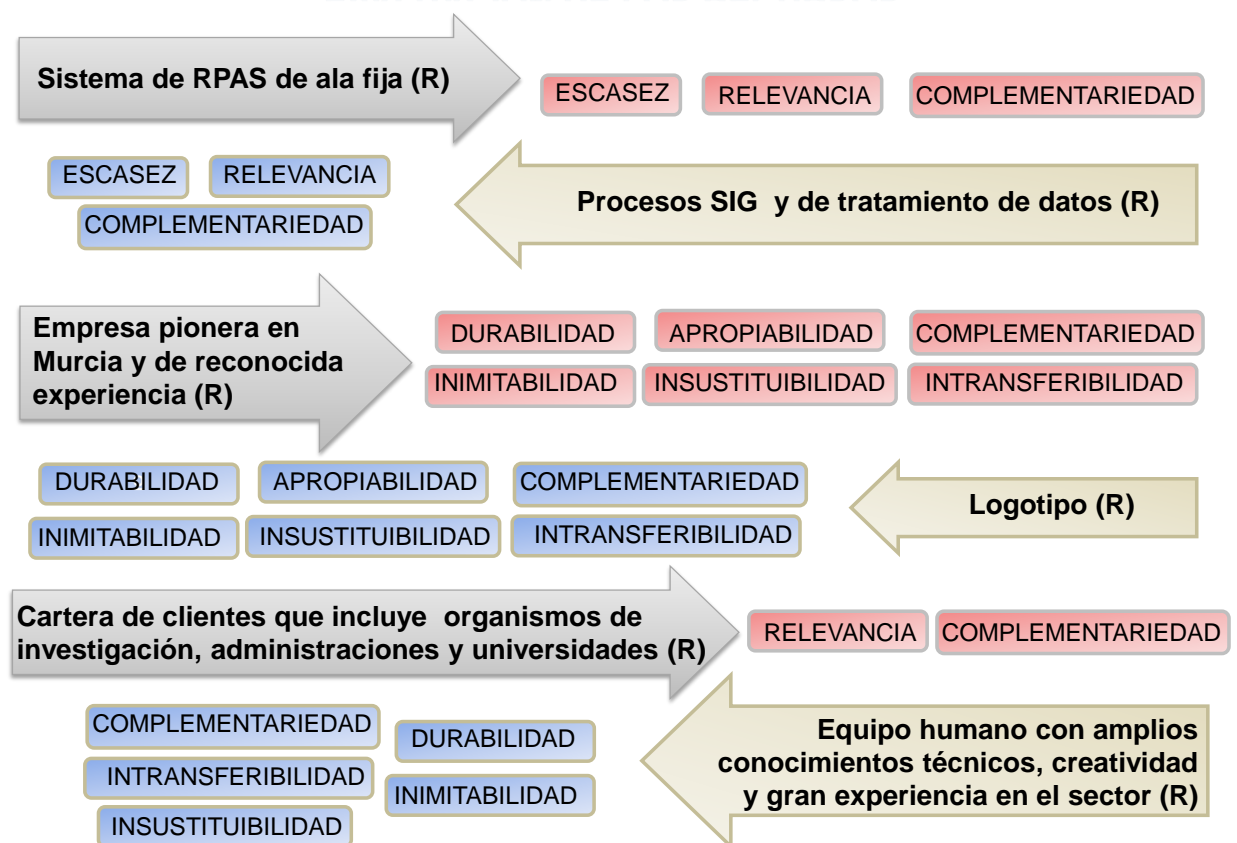 Sistema de RPAS de ala fija (R)
ESCASEZ
RELEVANCIA
COMPLEMENTARIEDAD
ESCASEZ
RELEVANCIA
COMPLEMENTARIEDAD
Procesos SIG y de tratamiento de datos (R)
Empresa pionera en
Murcia y de reconocida
experiencia (R)
DURABILIDAD
APROPIABILIDAD
COMPLEMENTARIEDAD
INIMITABILIDAD
INSUSTITUIBILIDAD
INTRANSFERIBILIDAD
DURABILIDAD
APROPIABILIDAD
COMPLEMENTARIEDAD
INIMITABILIDAD
INSUSTITUIBILIDAD
INTRANSFERIBILIDAD
Logotipo (R)
Cartera de clientes que incluye organismos de
investigación, administraciones y universidades (R)
RELEVANCIA
COMPLEMENTARIEDAD
COMPLEMENTARIEDAD
DURABILIDAD
INTRANSFERIBILIDAD
INIMITABILIDAD
INSUSTITUIBILIDAD
Equipo humano con amplios
conocimientos técnicos, creatividad
y gran experiencia en el sector (R)